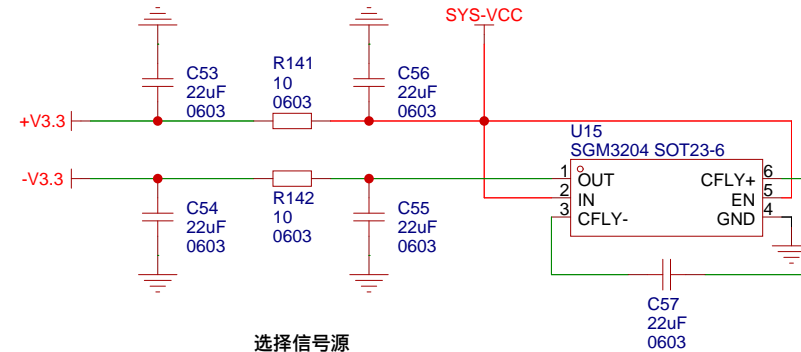 SYS-VCC
C53
22uF
0603
R141
10
0603
C56
22uF
0603
+V3.3
U15
SGM3204 SOT23-6
-V3.3
1
OUT
CFLY+
6
2
IN
EN
5
3
CFLY-
GND
4
C54
22uF
0603
R142
10
0603
C55
22uF
0603
C57
22uF
0603
选择信号源